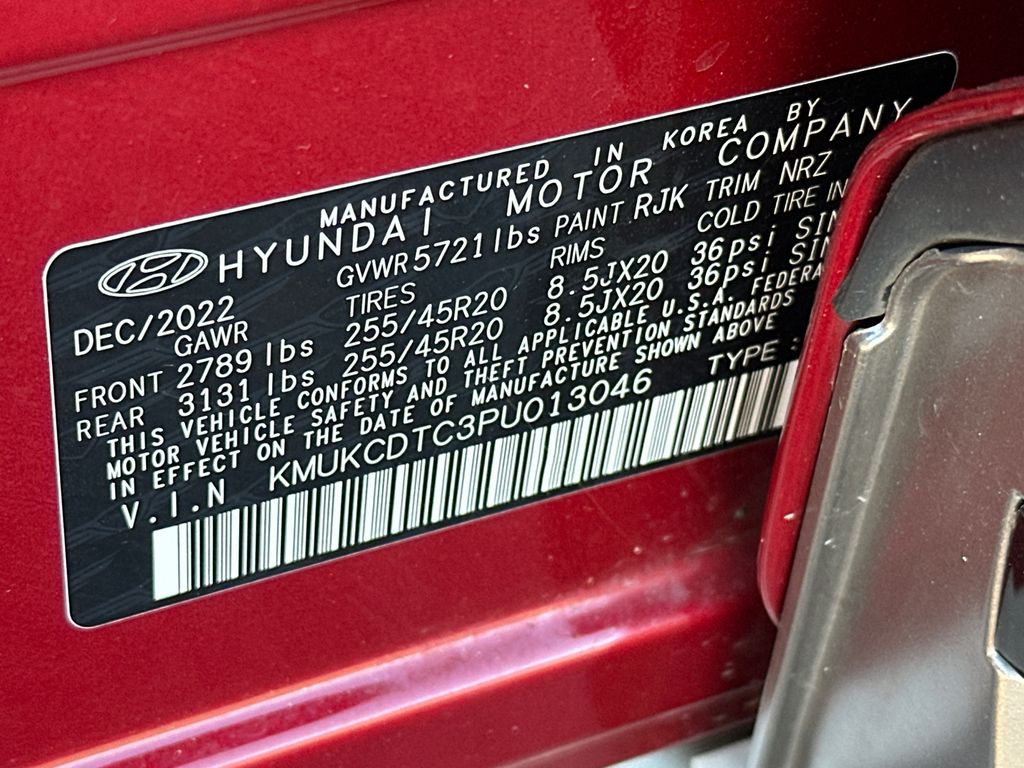 MANUFACTURED IN KOREA BY
HYUNDAI MOTOR COMPANY
DEC/2022 GVWR 5721 lbs PAINT RJK TRIM NRZ
GAWR TIRES RIMS COLD TIRE
FRONT 2789 lbs 255/45R20 8.5JX20 36psi
REAR 3131 lbs 255/45R20 8.5JX20 36psi
THIS VEHICLE CONFORMS TO ALL APPLICABLE U.S.A.
MOTOR VEHICLE SAFETY AND THEFT PREVENTION STANDARDS
IN EFFECT ON THE DATE OF MANUFACTURE SHOWN ABOVE
V.I.N KMUKCDTC3PU013046 TYPE :